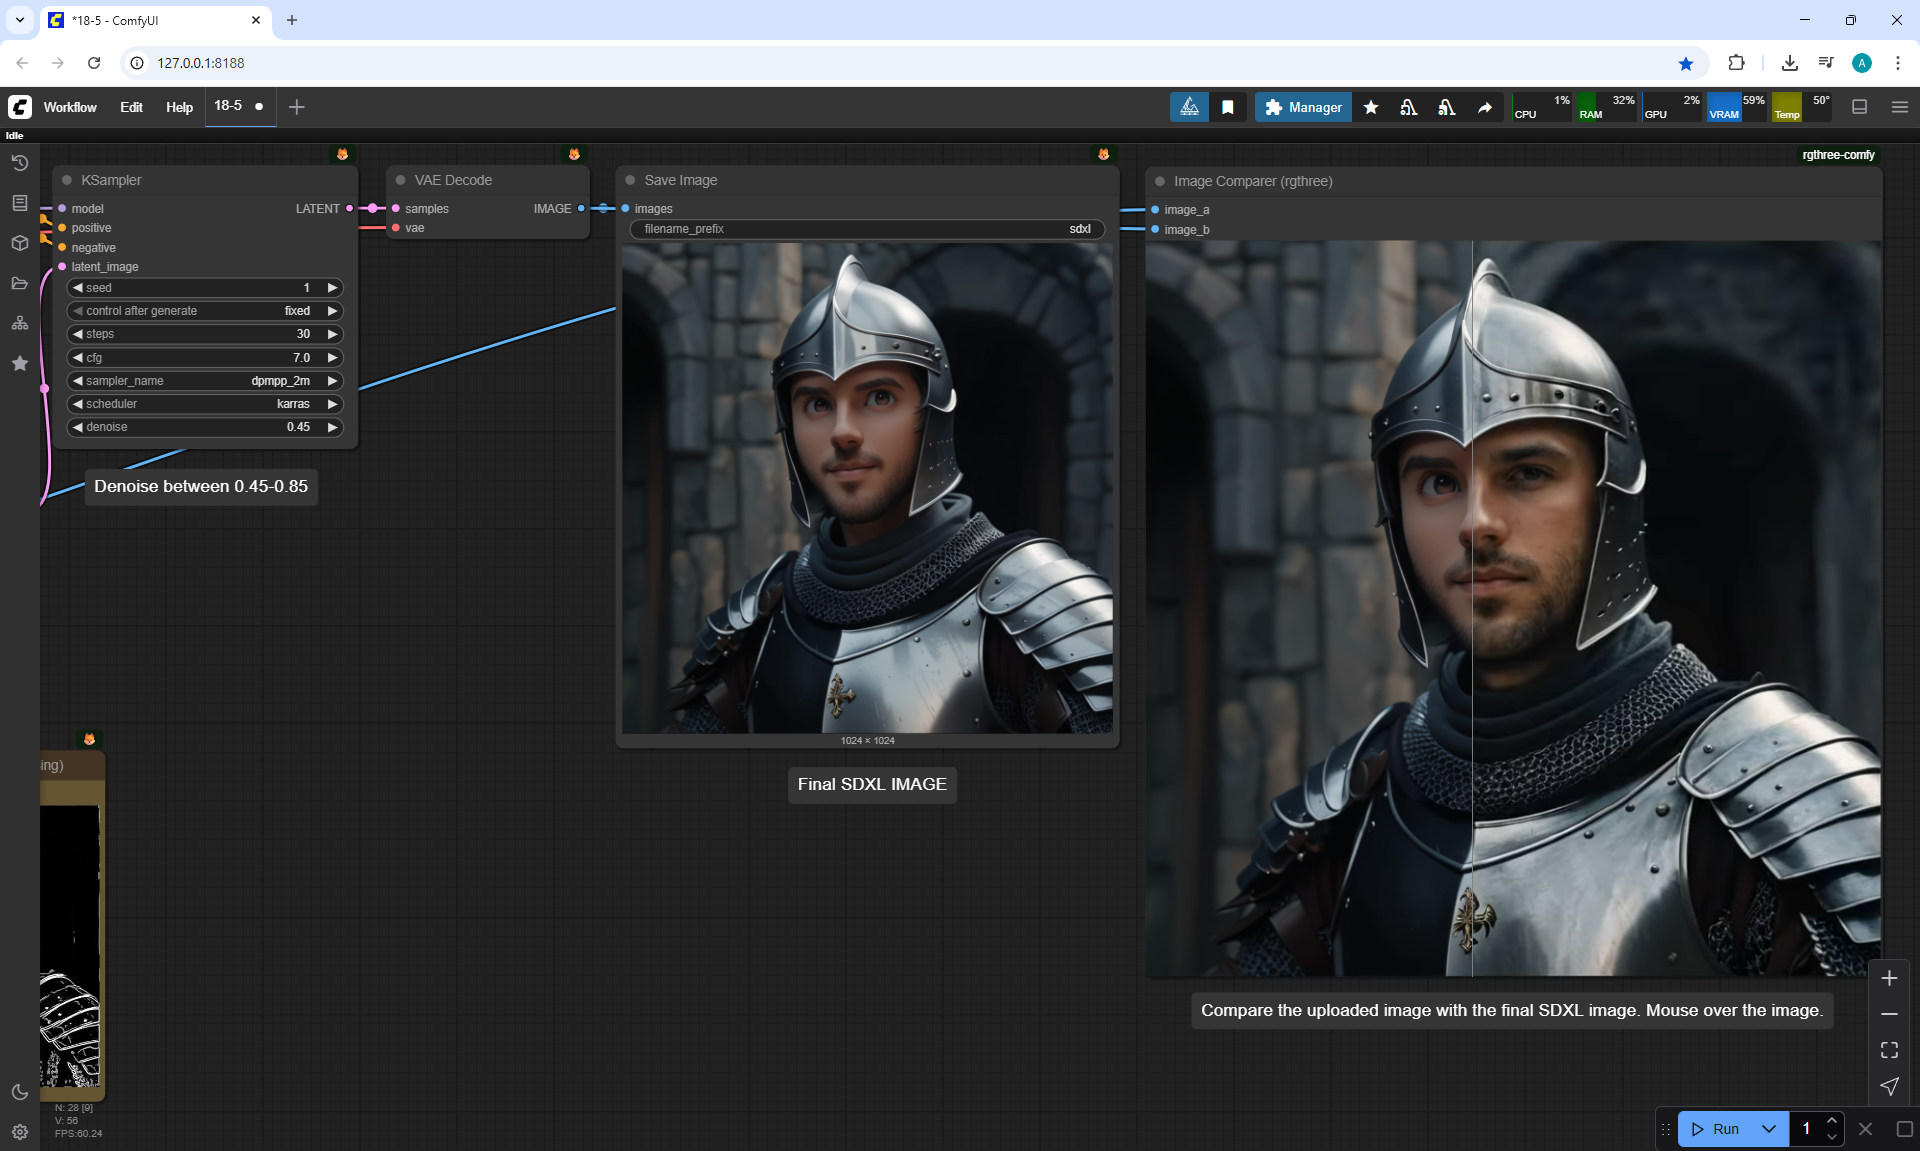 *18-5 - ComfyUI
127.0.0.1:8188
Workflow Edit Help 18-5
Manager
CPU 1% RAM 32% GPU 2% VRAM 59% Temp 50°
Idle
rgthree-comfy
KSampler
model LATENT
positive
negative
latent_image
seed 1
control after generate fixed
steps 30
cfg 7.0
sampler_name dpmpp_2m
scheduler karras
denoise 0.45
Denoise between 0.45-0.85
VAE Decode
samples IMAGE
vae
Save Image
images
filename_prefix sdxl
1024 × 1024
Final SDXL IMAGE
Image Comparer (rgthree)
image_a
image_b
Compare the uploaded image with the final SDXL image. Mouse over the image.
ing)
N: 28 [9]
V: 56
FPS:60.24
Run 1
A